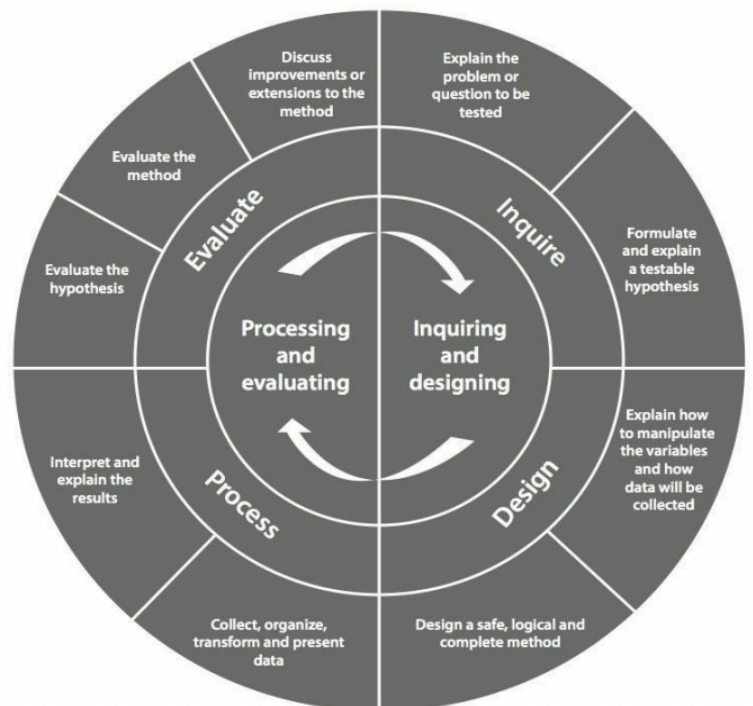 Discuss
improvements or
extensions to the
method
Explain the
problem or
question to be
tested
Evaluate the
method
Evaluate
Inquire
Formulate
and explain
a testable
hypothesis
Evaluate the
hypothesis
Processing
and
evaluating
Inquiring
and
designing
Interpret and
explain the
results
Process
Design
Explain how
to manipulate
the variables
and how
data will be
collected
Collect, organize,
transform and present
data
Design a safe, logical and
complete method